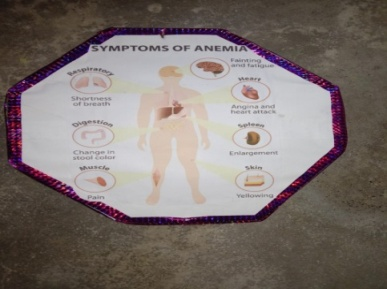 SYMPTOMS OF ANEMIA
Fainting
and fatigue
Respiratory
Shortness
of breath
Heart
Angina and
heart attack
Digestion
Change in
stool color
Spleen
Enlargement
Muscle
Pain
Skin
Yellowing